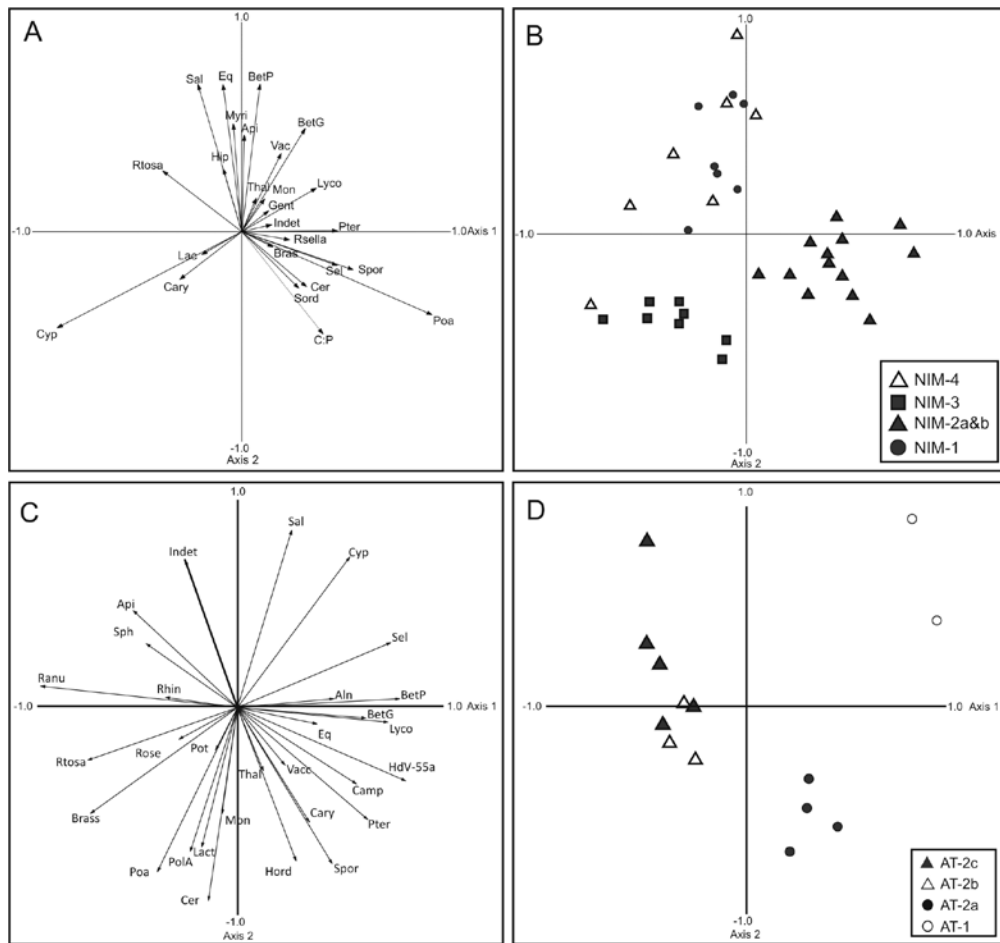 A
1.0
Sal
Eq
BetP
Myri
Api
BetG
Vac
Hip
Rtosa
Thal
Mon
Lyco
Gent
Indet
Pter
-1.0
1.0 Axis 1
Rsella
Bras
Lac
Sel
Spor
Cary
Cer
Sord
Poa
Cyp
C:P
-1.0
Axis 2
B
1.0
-1.0
1.0 Axis
NIM-4
NIM-3
NIM-2a&b
NIM-1
-1.0
Axis 2
C
1.0
Sal
Indet
Cyp
Api
Sph
Sel
Ranu
Rhin
Aln
BetP
-1.0
1.0 Axis 1
BetG
Lyco
Eq
Rose
Pot
Rtosa
Thal
Vacc
HdV-55a
Camp
Brass
Mon
Cary
Pter
PolA
Lact
Poa
Hord
Spor
Cer
-1.0
Axis 2
D
1.0
-1.0
1.0 Axis 1
AT-2c
AT-2b
AT-2a
AT-1
-1.0
Axis 2